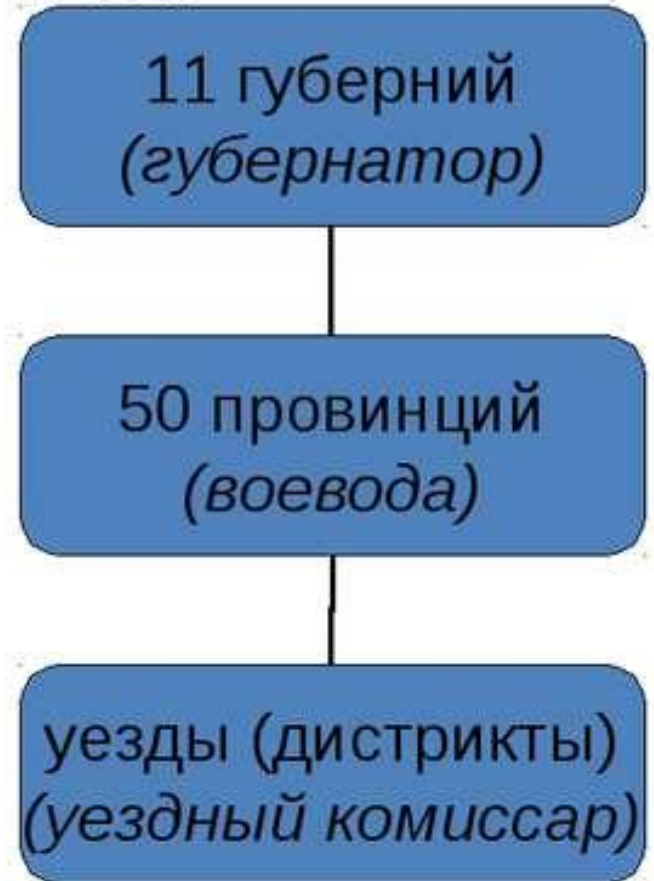 11 губерний
(губернатор)
50 провинций
(воевода)
уезды (дистрикты)
(уездный комиссар)